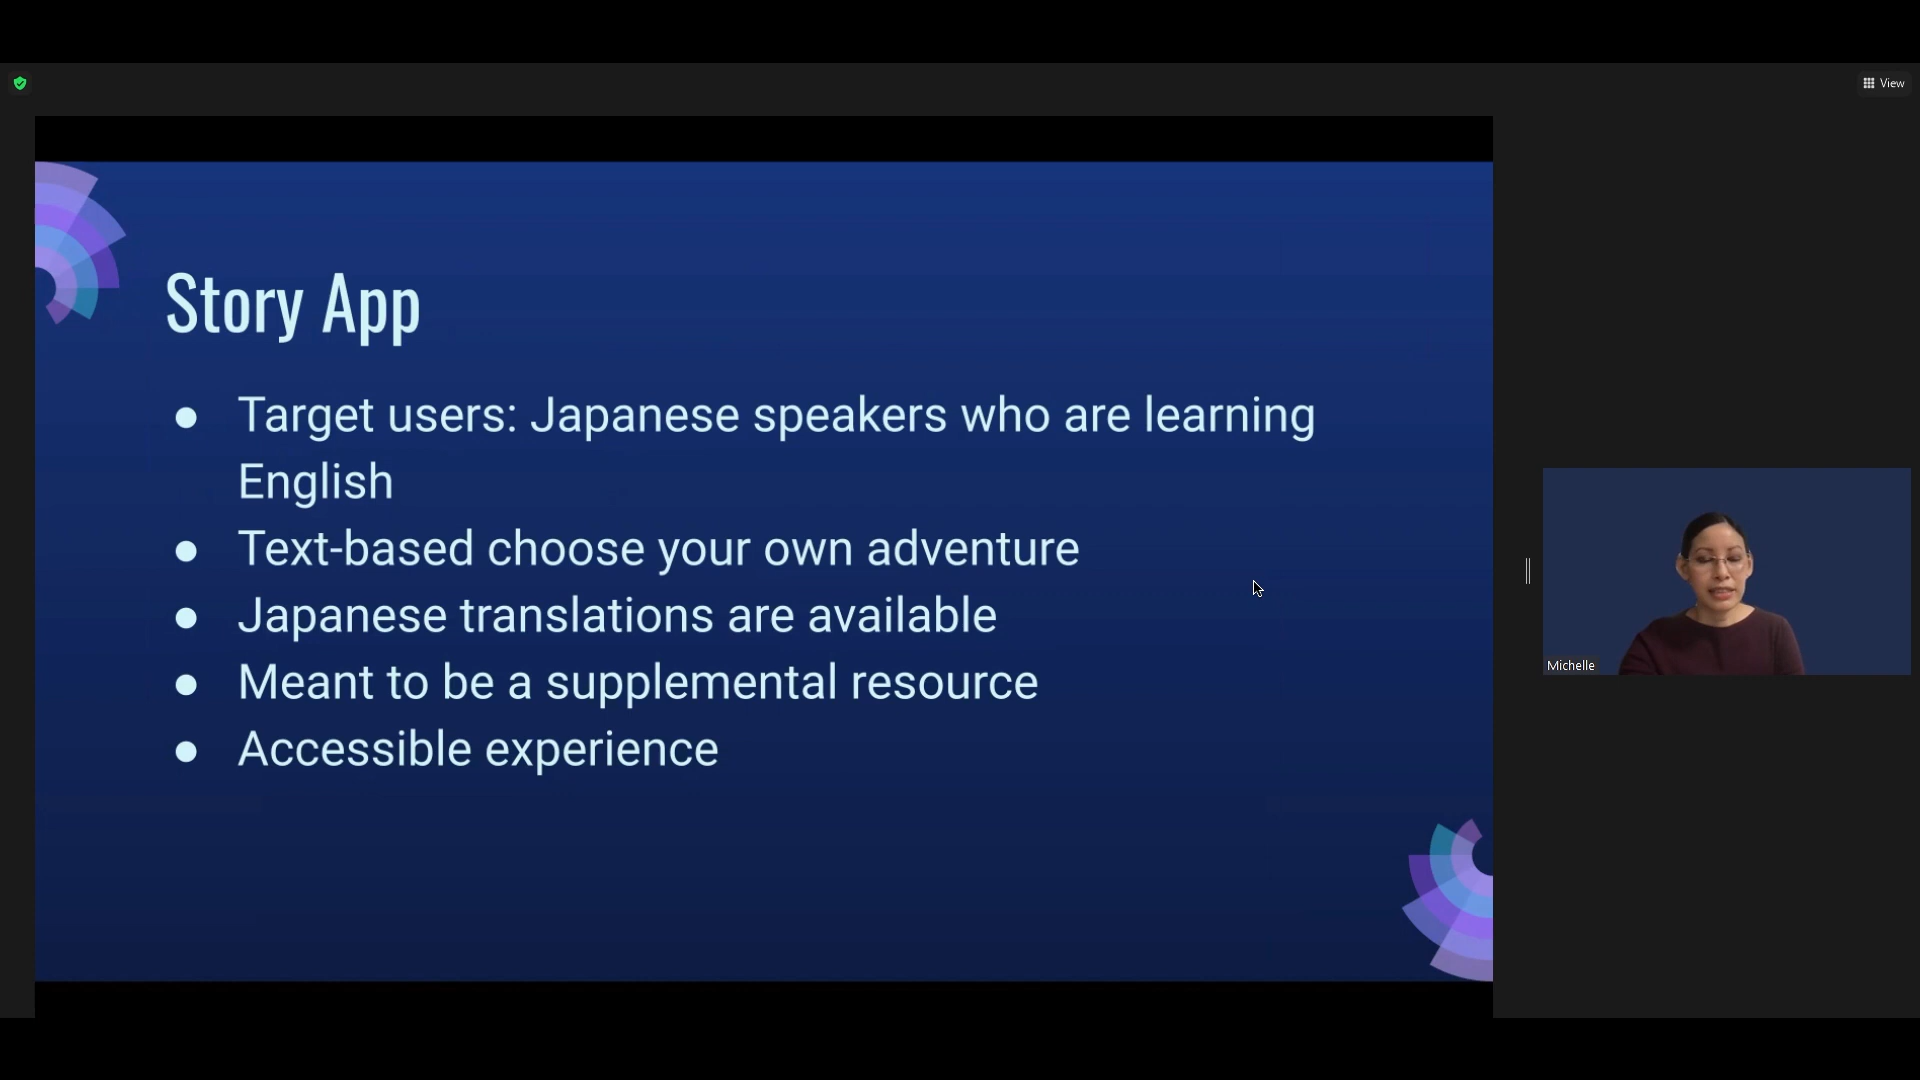 View
Story App
● Target users: Japanese speakers who are learning
English
● Text-based choose your own adventure
● Japanese translations are available
● Meant to be a supplemental resource
● Accessible experience
Michelle